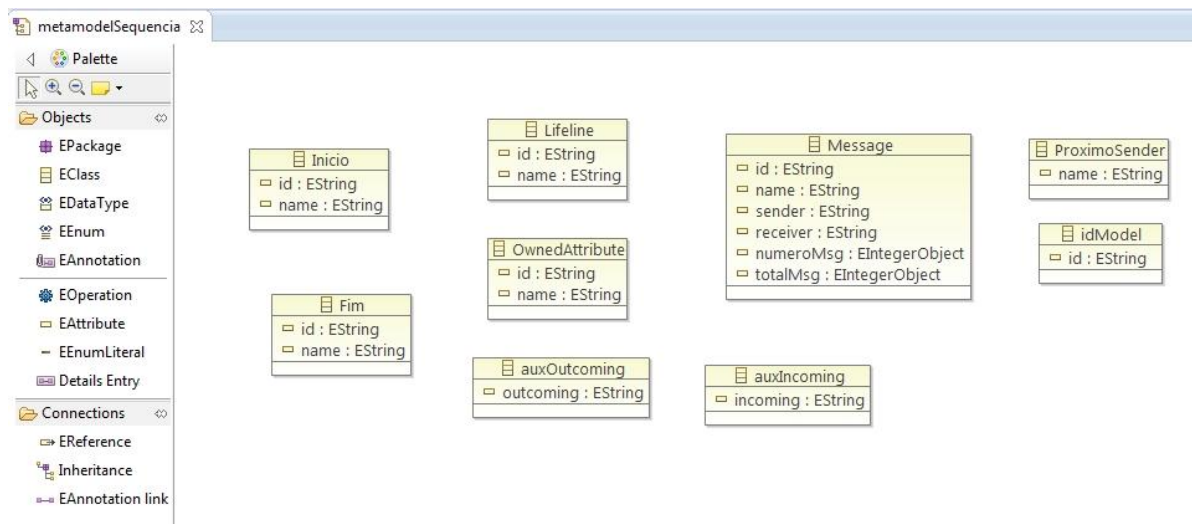 metamodelSequencia
Palette
Objects
EPackage
EClass
EDataType
EEnum
EAnnotation
EOperation
EAttribute
EEnumLiteral
Details Entry
Connections
EReference
Inheritance
EAnnotation link
Inicio
id : EString
name : EString
Fim
id : EString
name : EString
Lifeline
id : EString
name : EString
OwnedAttribute
id : EString
name : EString
auxOutcoming
outcoming : EString
Message
id : EString
name : EString
sender : EString
receiver : EString
numeroMsg : EIntegerObject
totalMsg : EIntegerObject
auxIncoming
incoming : EString
ProximoSender
name : EString
idModel
id : EString